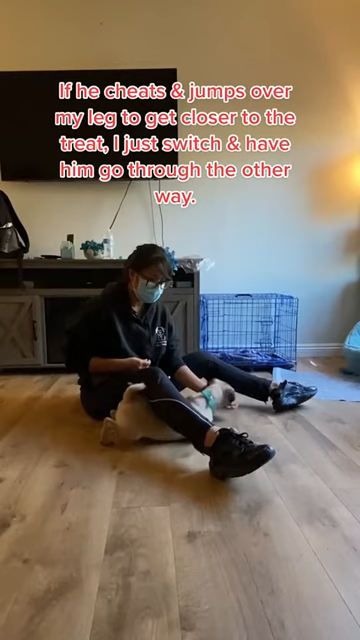 If he cheats & jumps over
my leg to get closer to the
treat, I just switch & have
him go through the other
way.